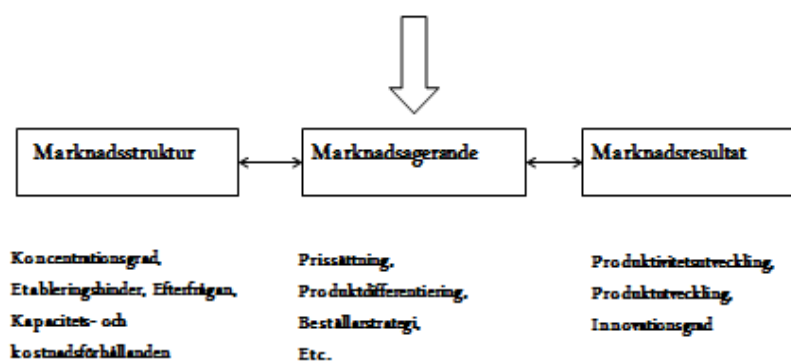 Marknadsstruktur
Marknadsagerande
Marknadsresultat
Koncentrationsgrad,
Etableringshinder, Efterfrågan,
Kapacitets- och
kostnadsförhållanden
Prissättning,
Produktdifferentiering,
Beställarstrategi,
Etc.
Produktivitetsutveckling,
Produktutveckling,
Innovationsgrad